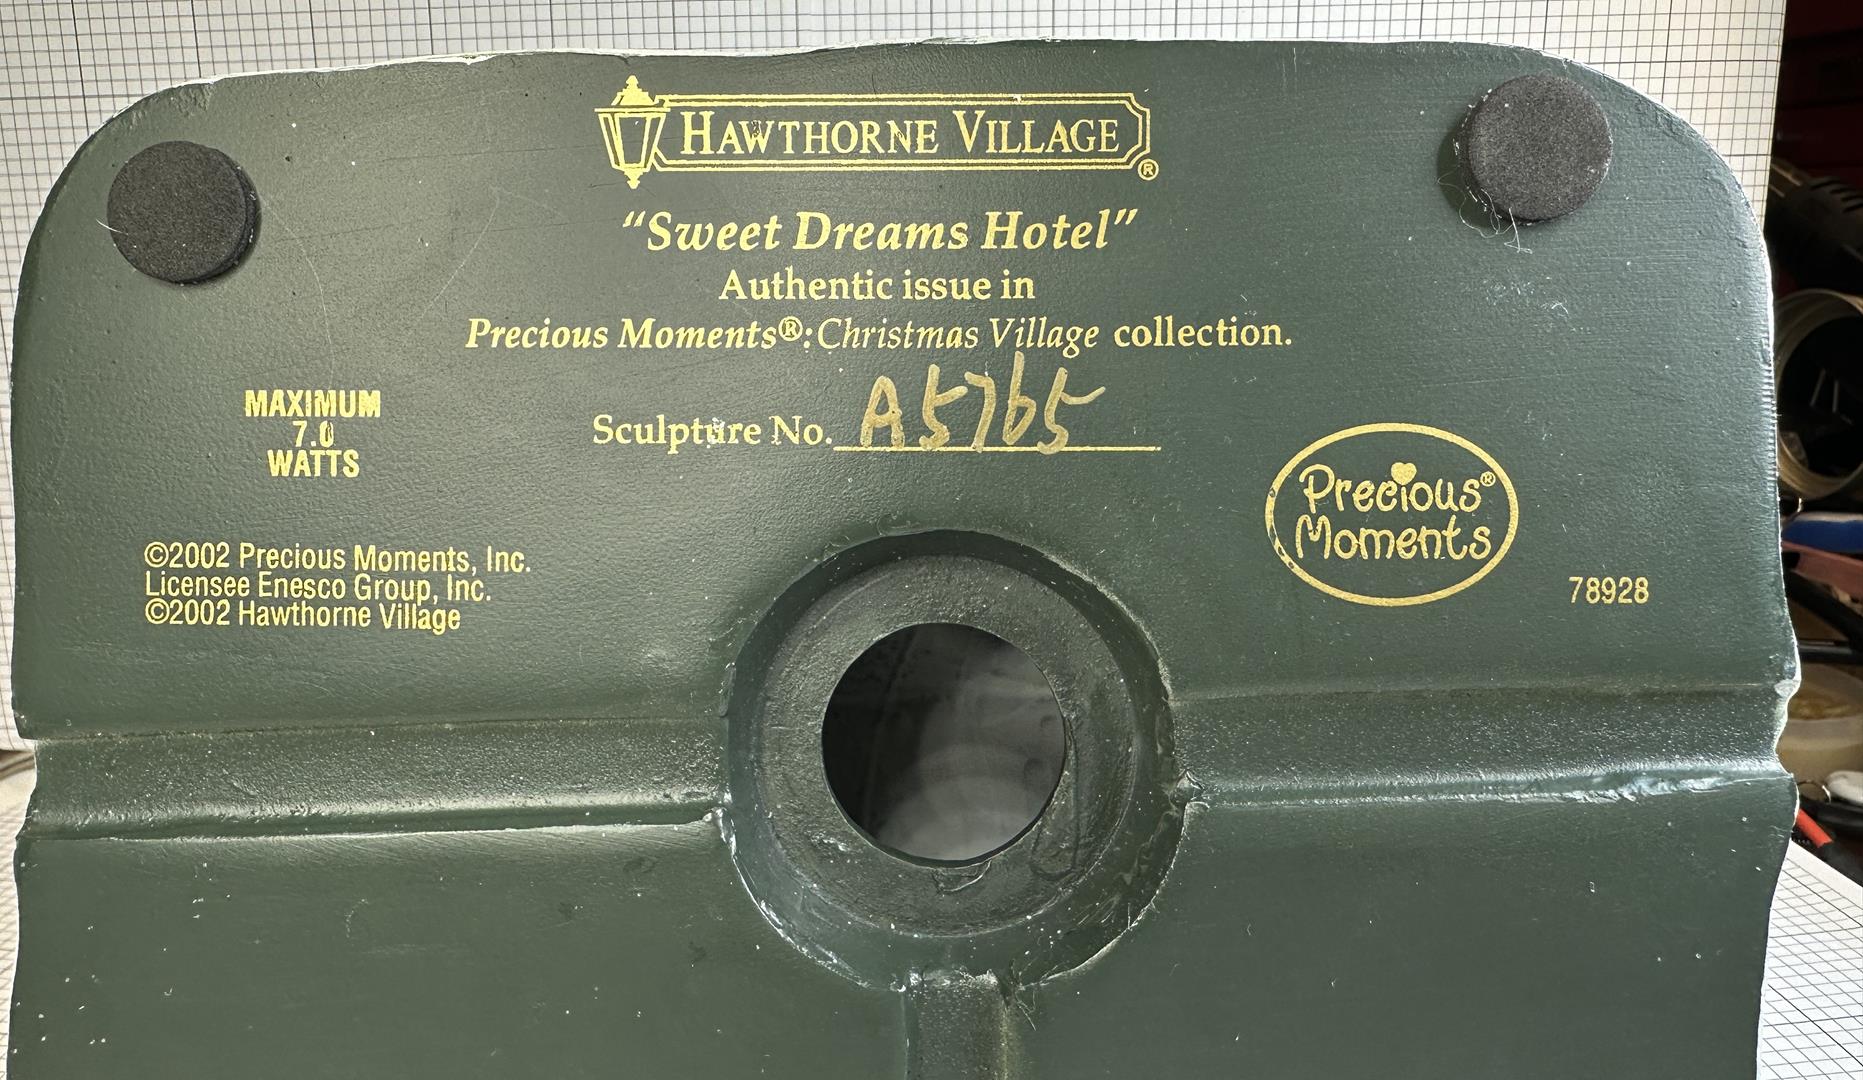 HAWTHORNE VILLAGE®
“Sweet Dreams Hotel”
Authentic issue in
Precious Moments®: Christmas Village collection.
Sculpture No. A5765
MAXIMUM
7.0
WATTS
©2002 Precious Moments, Inc.
Licensee Enesco Group, Inc.
©2002 Hawthorne Village
Precious®
Moments
78928